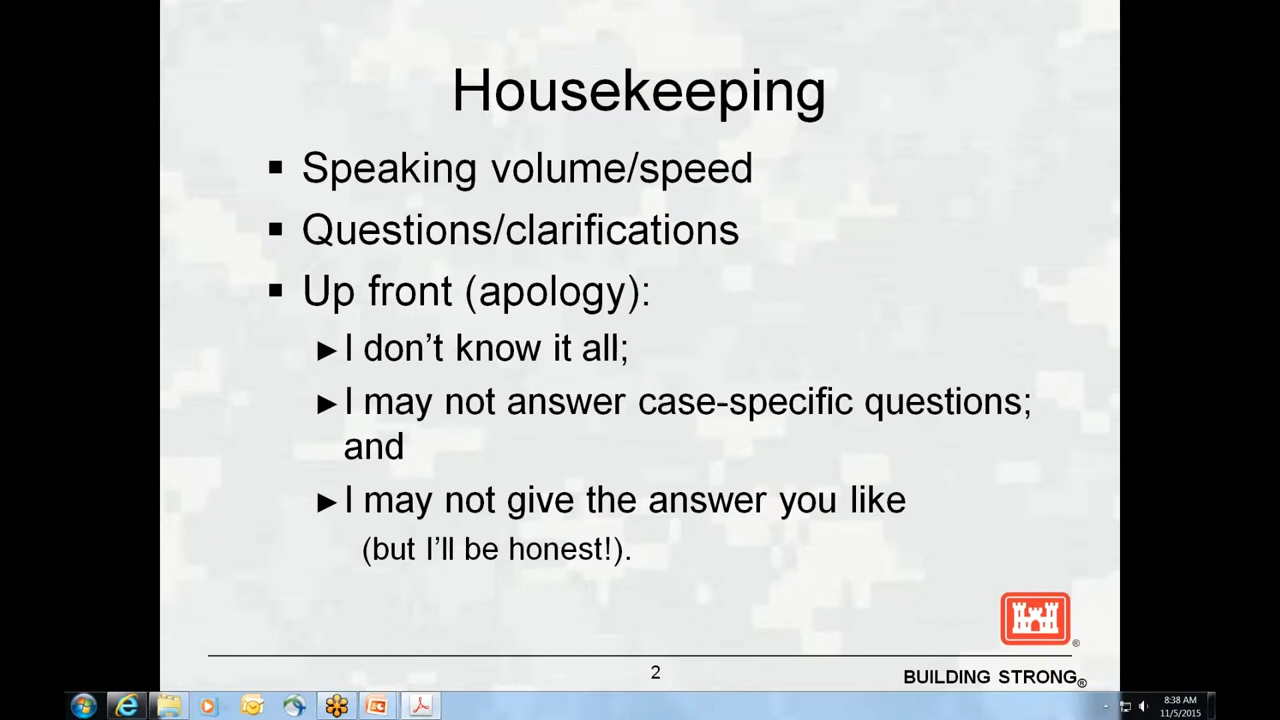 Housekeeping
▪ Speaking volume/speed
▪ Questions/clarifications
▪ Up front (apology):
►I don’t know it all;
►I may not answer case-specific questions;
and
►I may not give the answer you like
(but I’ll be honest!).
®
2
BUILDING STRONG®
8:38 AM
11/5/2015